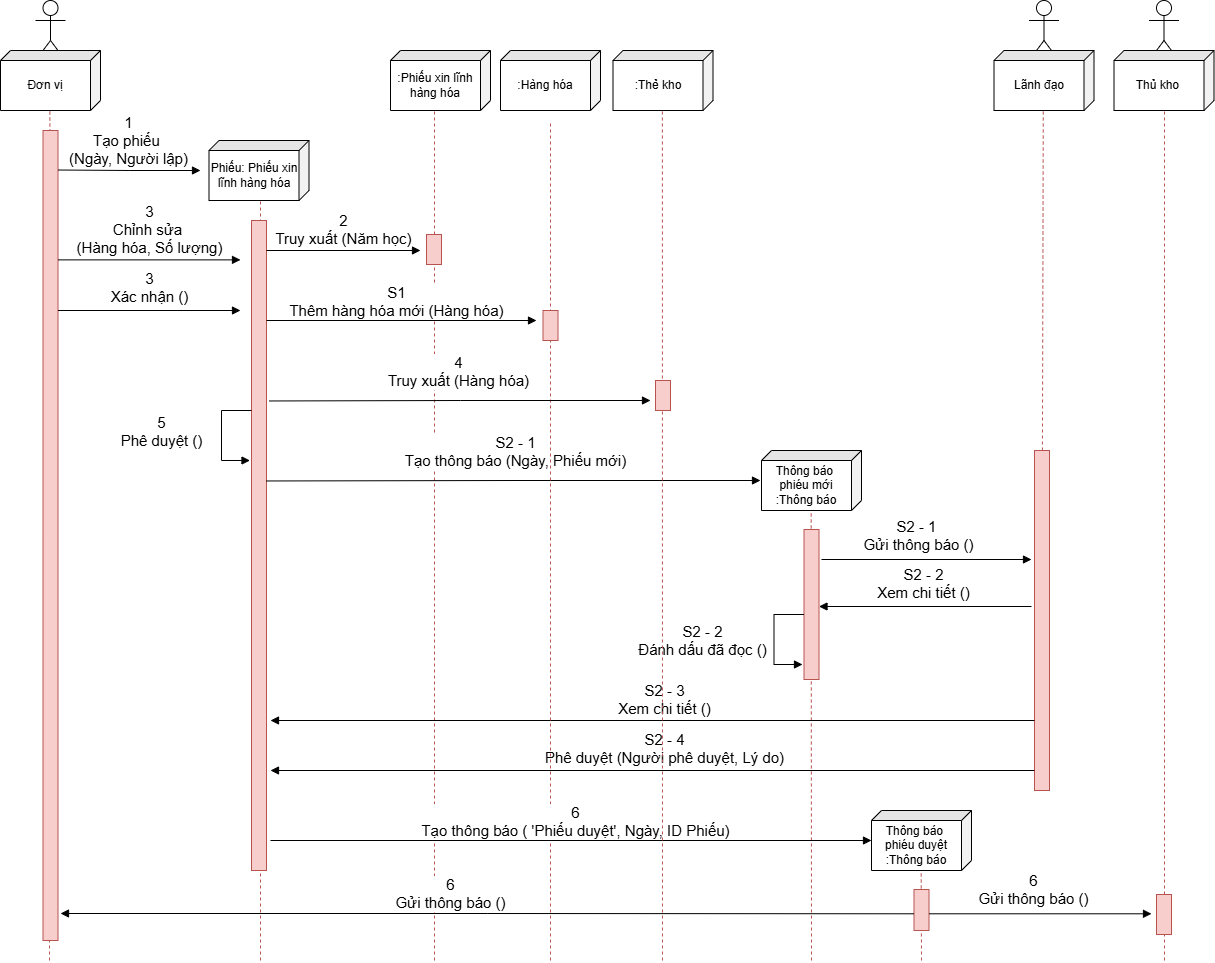 Đơn vị
:Phiếu xin lĩnh
hàng hóa
:Hàng hóa
:Thẻ kho
Lãnh đạo
Thủ kho
1
Tạo phiếu
(Ngày, Người lập)
Phiếu: Phiếu xin
lĩnh hàng hóa
3
Chỉnh sửa
(Hàng hóa, Số lượng)
2
Truy xuất (Năm học)
3
Xác nhận ()
S1
Thêm hàng hóa mới (Hàng hóa)
4
Truy xuất (Hàng hóa)
5
Phê duyệt ()
S2 - 1
Tạo thông báo (Ngày, Phiếu mới)
Thông báo
phiếu mới
:Thông báo
S2 - 1
Gửi thông báo ()
S2 - 2
Xem chi tiết ()
S2 - 2
Đánh dấu đã đọc ()
S2 - 3
Xem chi tiết ()
S2 - 4
Phê duyệt (Người phê duyệt, Lý do)
6
Tạo thông báo ( 'Phiếu duyệt', Ngày, ID Phiếu)
Thông báo
phiéu duyệt
:Thông báo
6
Gửi thông báo ()
6
Gửi thông báo ()